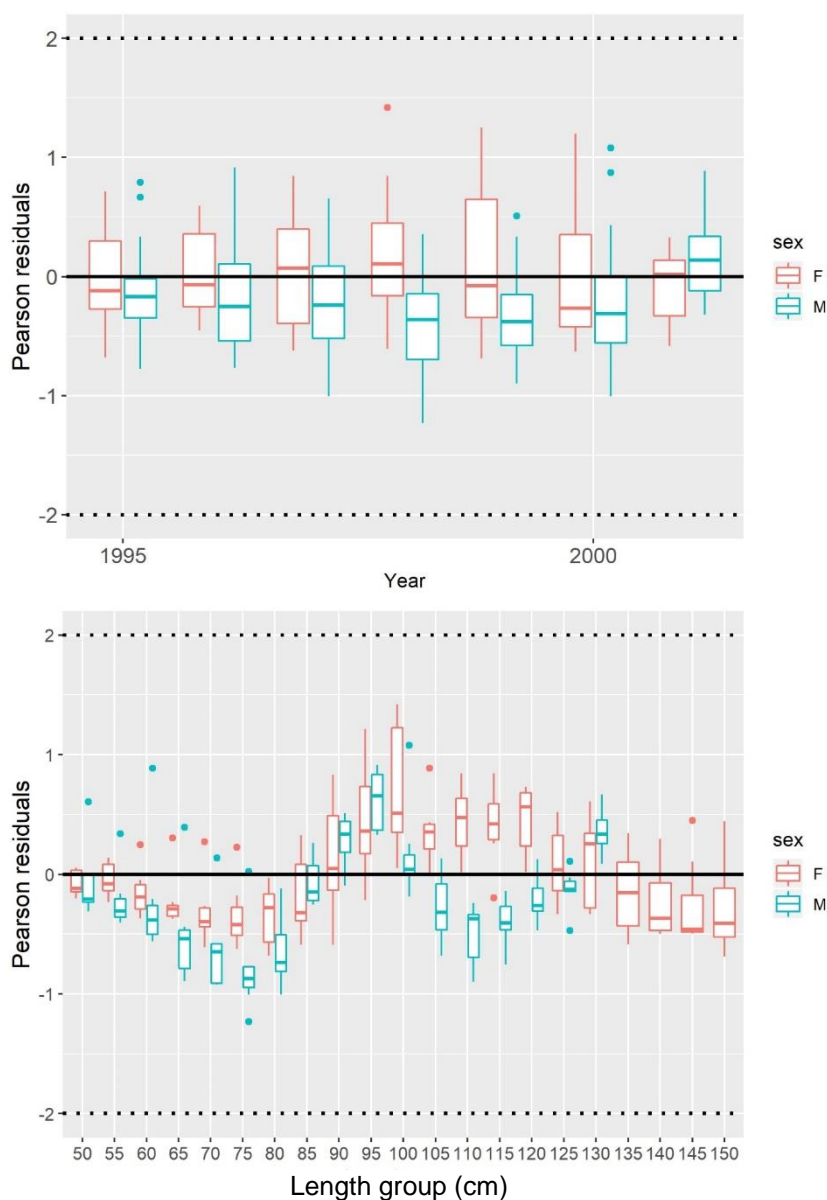 2
1
0
-1
-2
Pearson residuals
1995
2000
Year
sex
F
M
2
1
0
-1
-2
Pearson residuals
50 55 60 65 70 75 80 85 90 95 100 105 110 115 120 125 130 135 140 145 150
Length group (cm)
sex
F
M